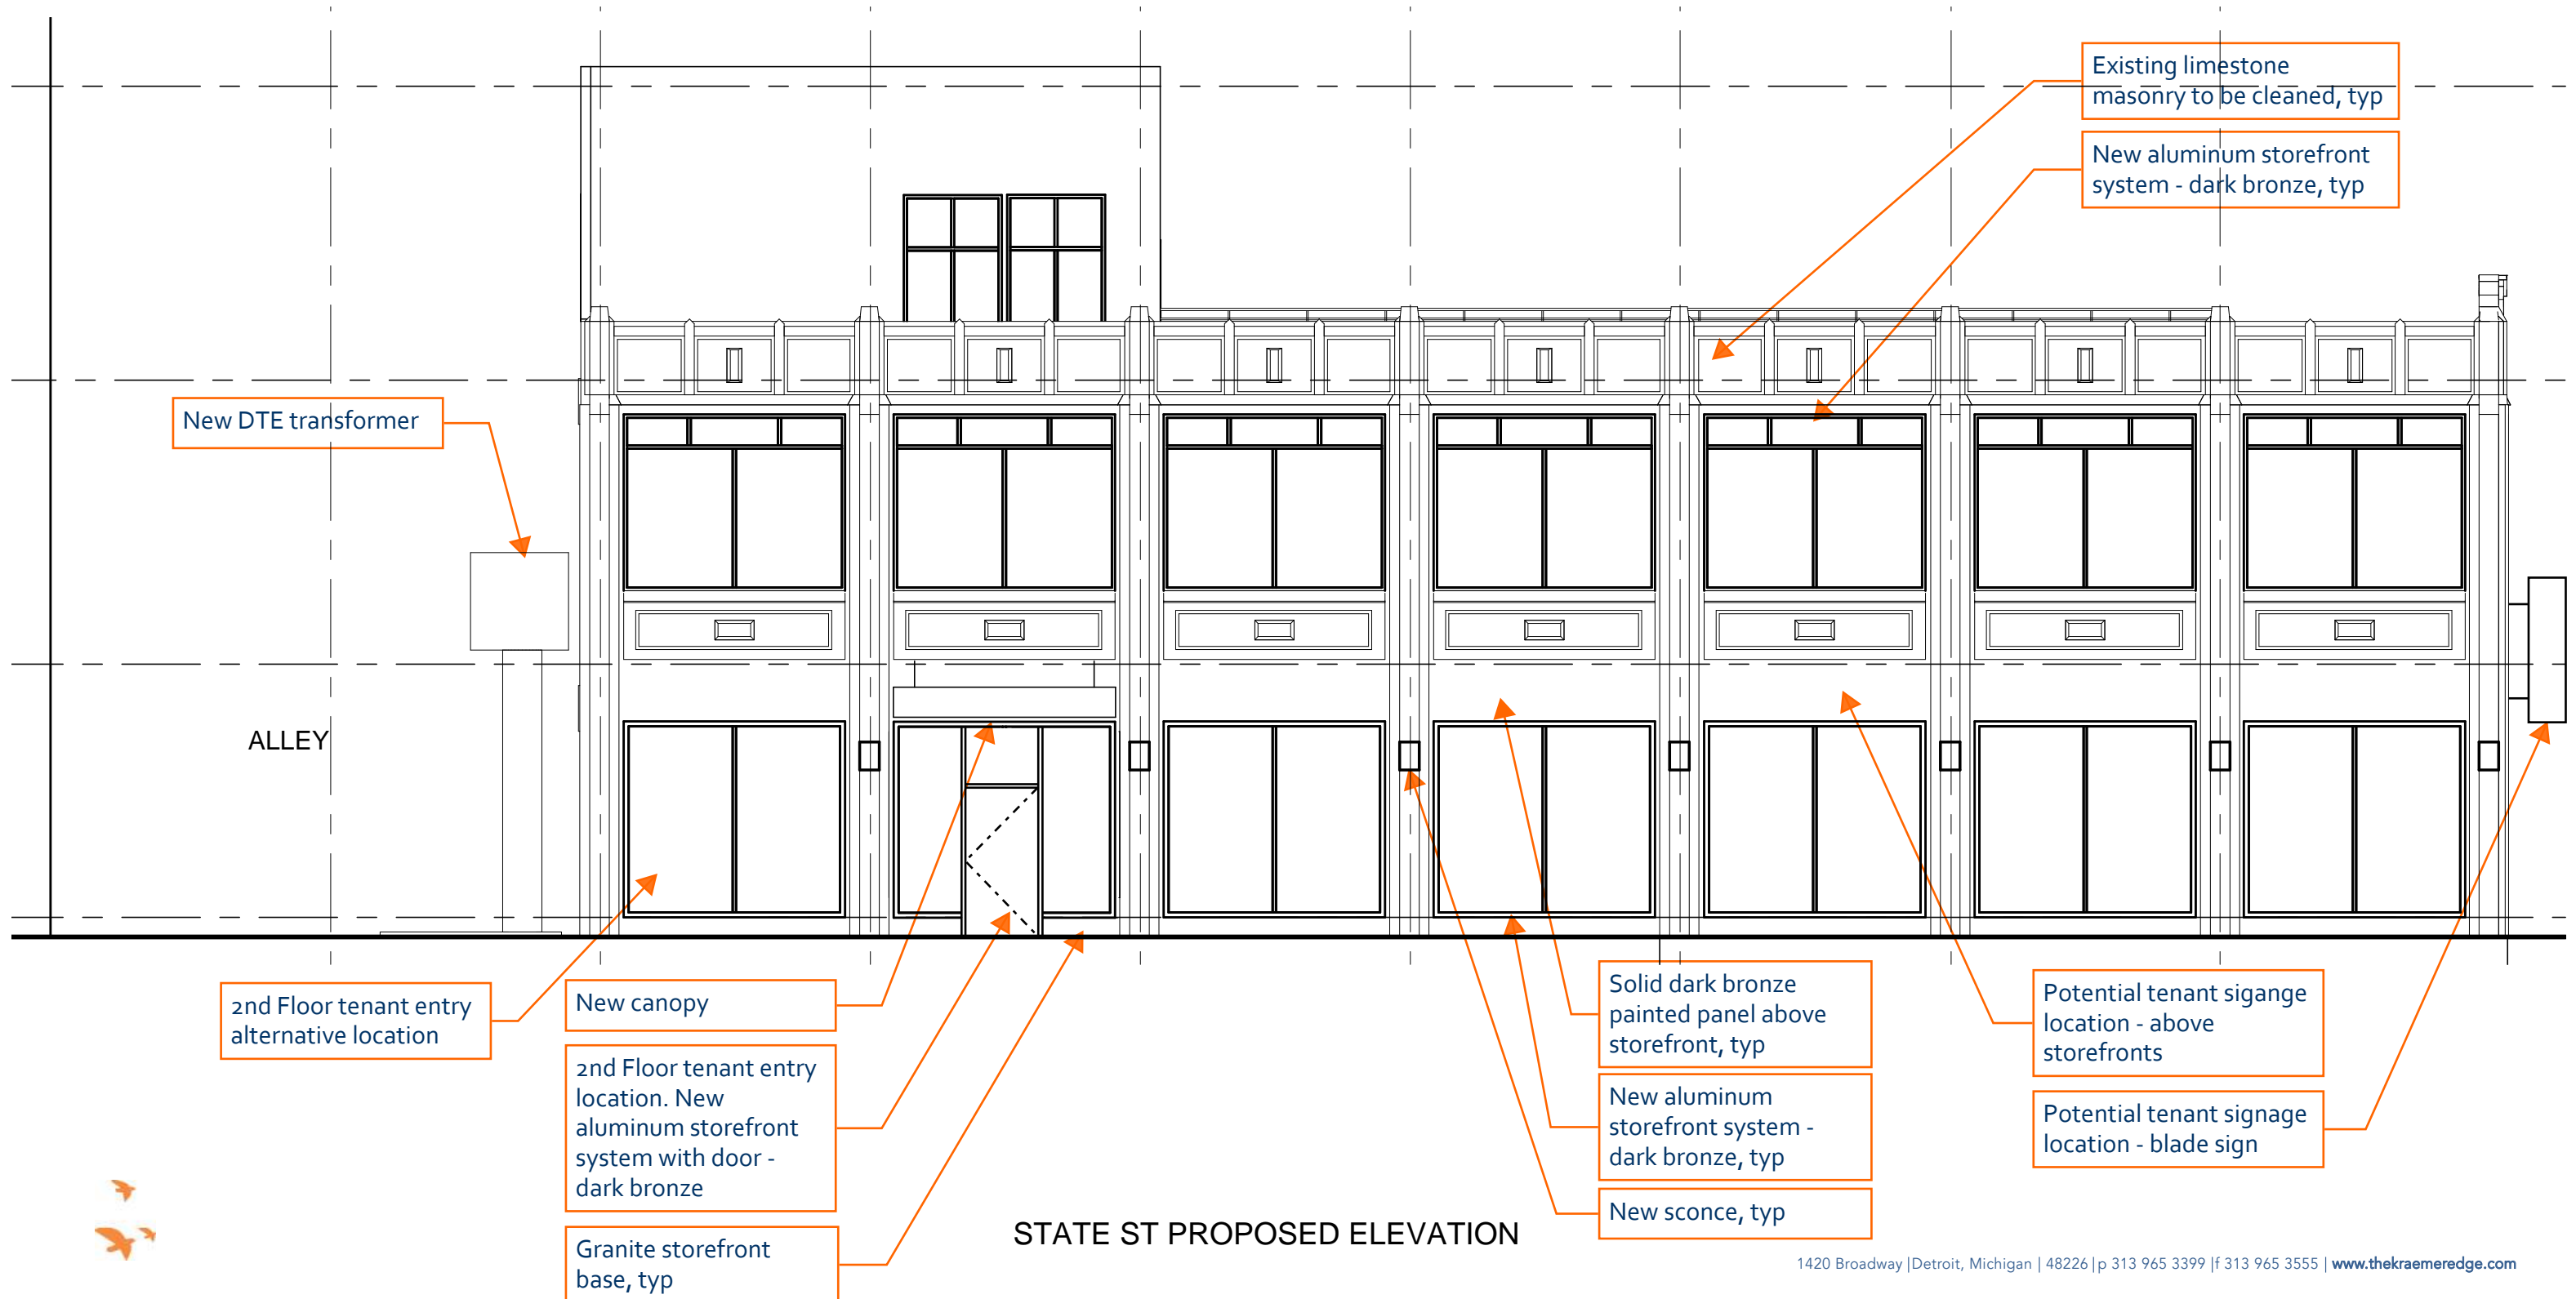 Existing limestone
masonry to be cleaned, typ
New aluminum storefront
system - dark bronze, typ
New DTE transformer
ALLEY
2nd Floor tenant entry
alternative location
New canopy
2nd Floor tenant entry
location. New
aluminum storefront
system with door -
dark bronze
Granite storefront
base, typ
Solid dark bronze
painted panel above
storefront, typ
New aluminum
storefront system -
dark bronze, typ
New sconce, typ
Potential tenant sigange
location - above
storefronts
Potential tenant signage
location - blade sign
STATE ST PROPOSED ELEVATION
1420 Broadway |Detroit, Michigan | 48226 |p 313 965 3399 |f 313 965 3555 | www.thekraemeredge.com